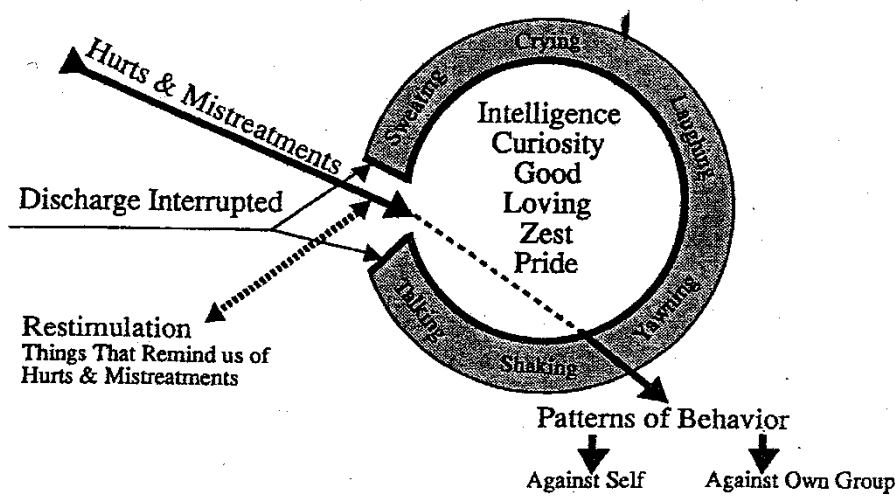 Hurts & Mistreatments
Discharge Interrupted
Restimulation
Things That Remind us of
Hurts & Mistreatments
Sweating
Crying
Laughing
Yawning
Shaking
Talking
Intelligence
Curiosity
Good
Loving
Zest
Pride
Patterns of Behavior
Against Self
Against Own Group